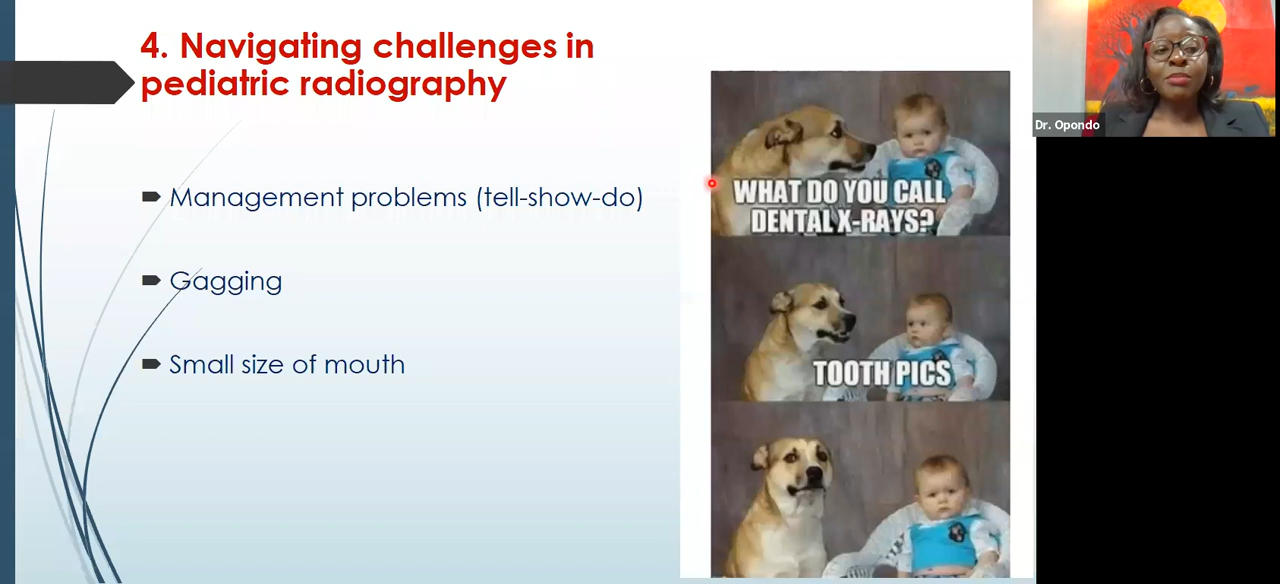 4. Navigating challenges in
pediatric radiography
Management problems (tell-show-do)
Gagging
Small size of mouth
WHAT DO YOU CALL
DENTAL X-RAYS?
TOOTH PICS
Dr. Opondo